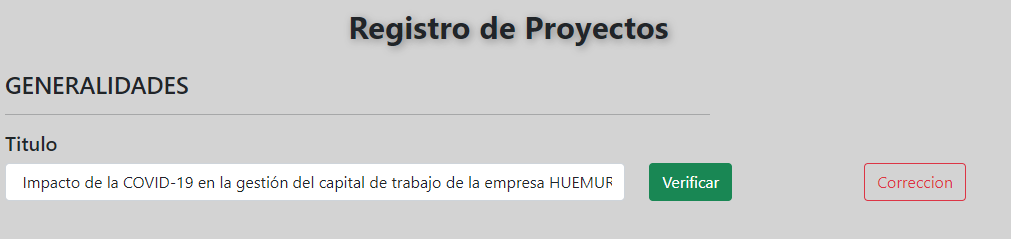 Registro de Proyectos
GENERALIDADES
Titulo
Impacto de la COVID-19 en la gestión del capital de trabajo de la empresa HUEMUR
Verificar
Correccion